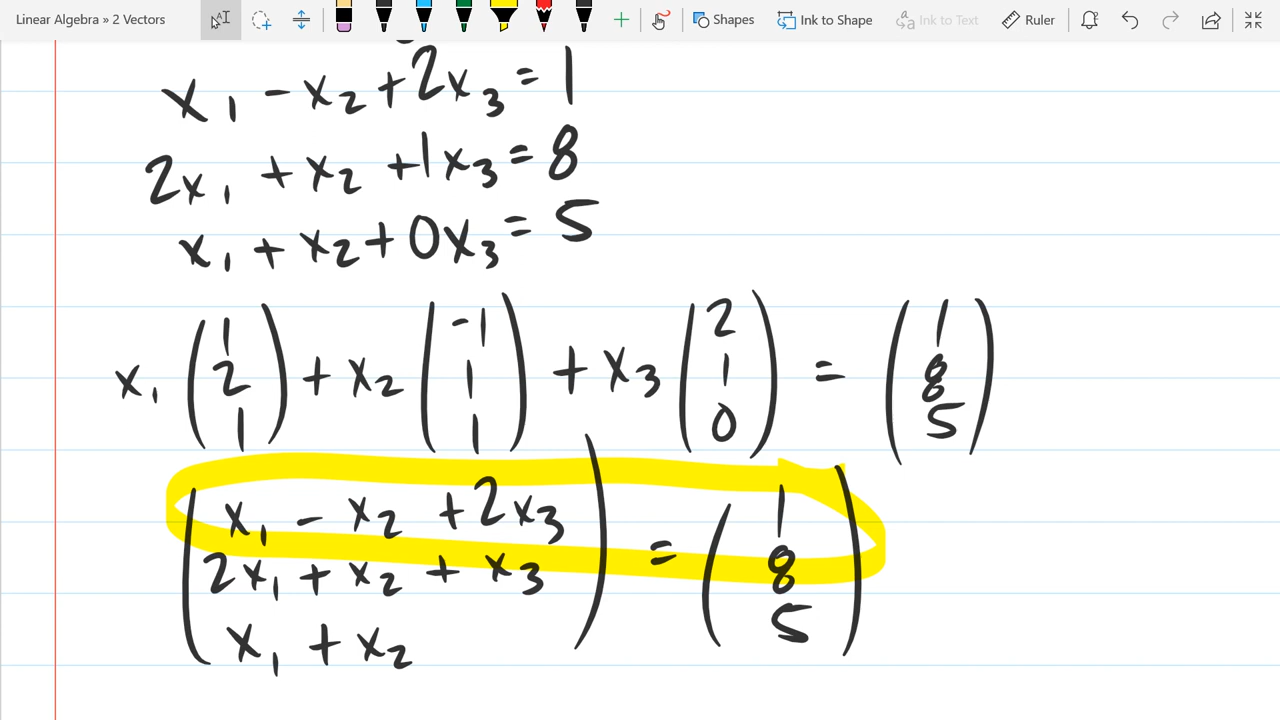 Linear Algebra » 2 Vectors Shapes Ink to Shape Ink to Text Ruler
x₁ - x₂ + 2x₃ = 1
2x₁ + x₂ + 1x₃ = 8
x₁ + x₂ + 0x₃ = 5
x₁ (1 2 1) + x₂ (-1 1 1) + x₃ (2 1 0) = (1 8 5)
(x₁ - x₂ + 2x₃ = (1
2x₁ + x₂ + x₃ 8
x₁ + x₂) 5)